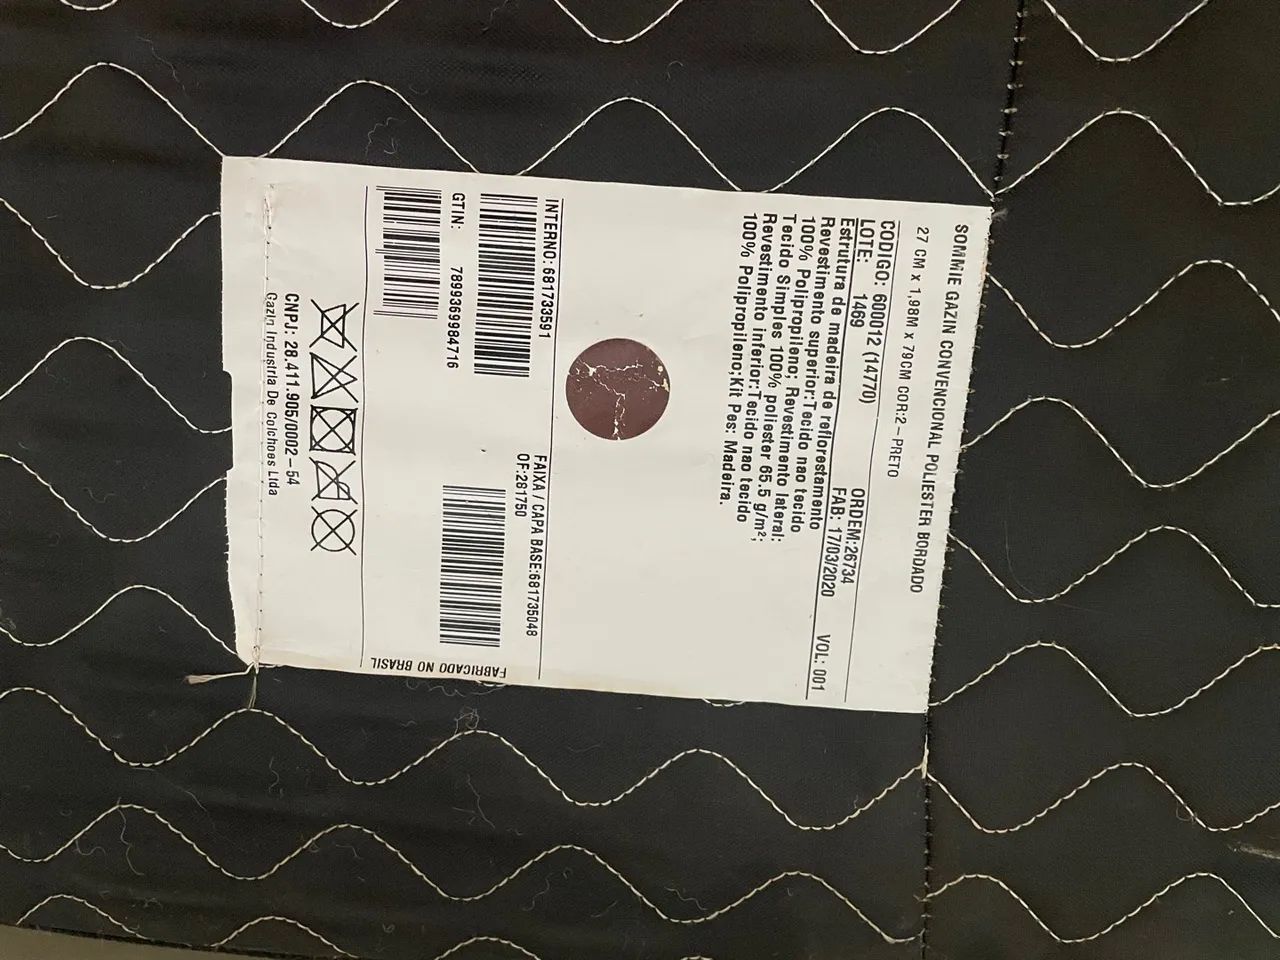 SOMMIE GAZIN CONVENCIONAL POLIESTER BORDADO
27 CM x 1,98M x 79CM COR:2-PRETO
CODIGO: 600012 (14770) ORDEM:26734
LOTE: 1469 FAB: 17/03/2020 VOL: 001
Estrutura de madeira de reflorestamento
Revestimento superior:Tecido nao tecido
100% Polipropileno; Revestimento lateral:
Tecido Simples 100% poliester 65.5 g/m²;
Revestimento inferior:Tecido nao tecido
100% Polipropileno;Kit Pes: Madeira.
INTERNO: 681733591
FAIXA / CAPA BASE:681735048
OF:281750
GTIN: 7899369984716
FABRICADO NO BRASIL
CNPJ: 28.411.905/0002-54
Gazin Industria De Colchoes Ltda